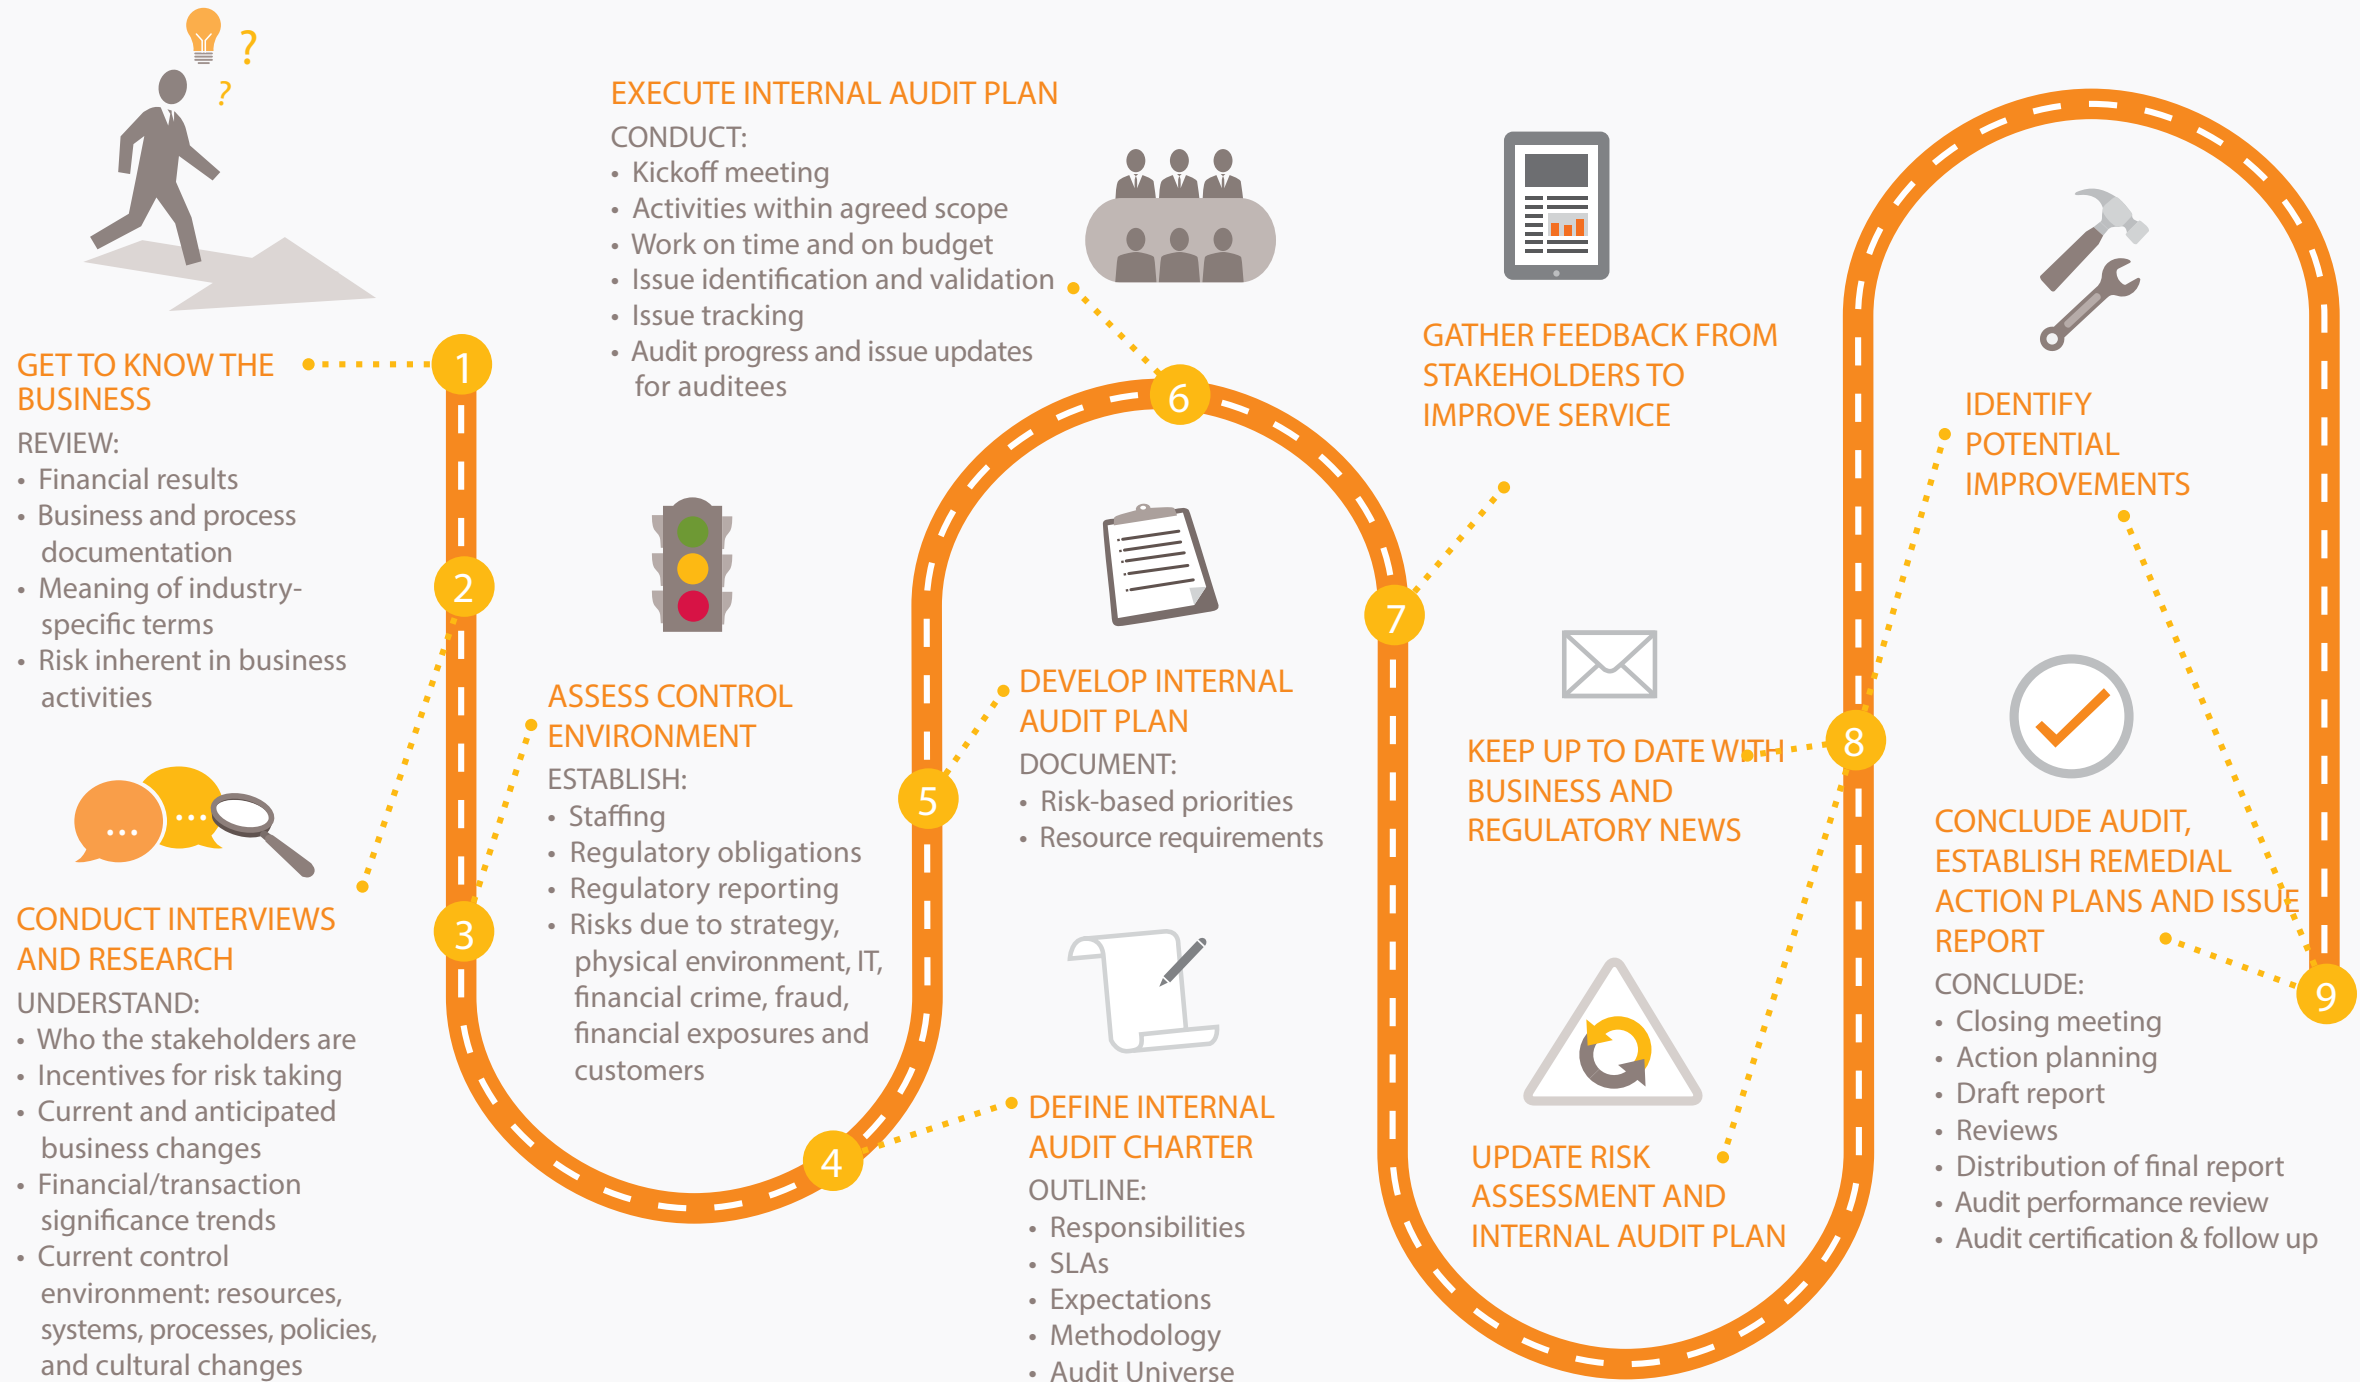 ?
?
1
GET TO KNOW THE
BUSINESS
REVIEW:
• Financial results
• Business and process
documentation
• Meaning of industry-
specific terms
• Risk inherent in business
activities
2
CONDUCT INTERVIEWS
AND RESEARCH
UNDERSTAND:
• Who the stakeholders are
• Incentives for risk taking
• Current and anticipated
business changes
• Financial/transaction
significance trends
• Current control
environment: resources,
systems, processes, policies,
and cultural changes
3
ASSESS CONTROL
ENVIRONMENT
ESTABLISH:
• Staffing
• Regulatory obligations
• Regulatory reporting
• Risks due to strategy,
physical environment, IT,
financial crime, fraud,
financial exposures and
customers
4
DEFINE INTERNAL
AUDIT CHARTER
OUTLINE:
• Responsibilities
• SLAs
• Expectations
• Methodology
• Audit Universe
5
DEVELOP INTERNAL
AUDIT PLAN
DOCUMENT:
• Risk-based priorities
• Resource requirements
6
EXECUTE INTERNAL AUDIT PLAN
CONDUCT:
• Kickoff meeting
• Activities within agreed scope
• Work on time and on budget
• Issue identification and validation
• Issue tracking
• Audit progress and issue updates
for auditees
7
GATHER FEEDBACK FROM
STAKEHOLDERS TO
IMPROVE SERVICE
8
KEEP UP TO DATE WITH
BUSINESS AND
REGULATORY NEWS
UPDATE RISK
ASSESSMENT AND
INTERNAL AUDIT PLAN
IDENTIFY
POTENTIAL
IMPROVEMENTS
9
CONCLUDE AUDIT,
ESTABLISH REMEDIAL
ACTION PLANS AND ISSUE
REPORT
CONCLUDE:
• Closing meeting
• Action planning
• Draft report
• Reviews
• Distribution of final report
• Audit performance review
• Audit certification & follow up